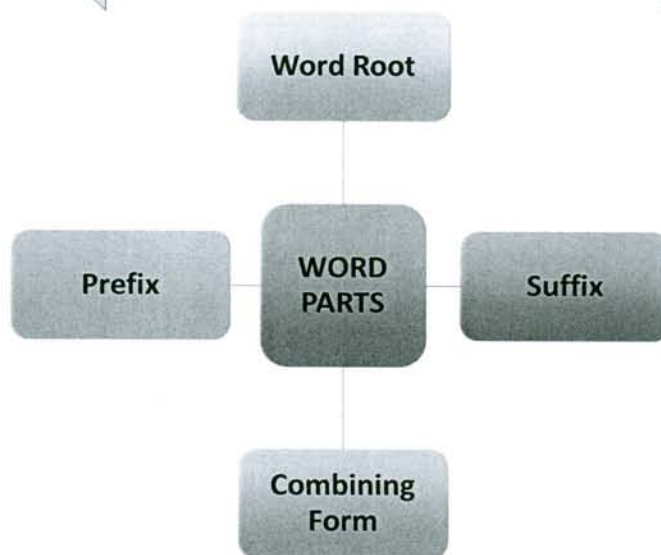 Word Root
Prefix
WORD
PARTS
Suffix
Combining
Form